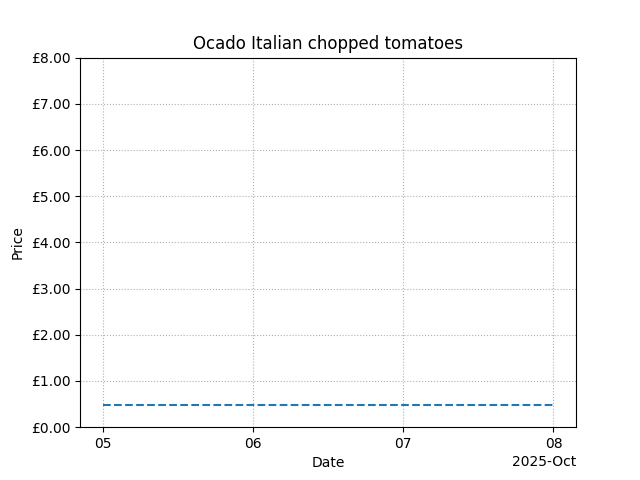 Ocado Italian chopped tomatoes
£8.00
£7.00
£6.00
£5.00
£4.00
£3.00
£2.00
£1.00
£0.00
Price
05 06 07 08
Date
2025-Oct